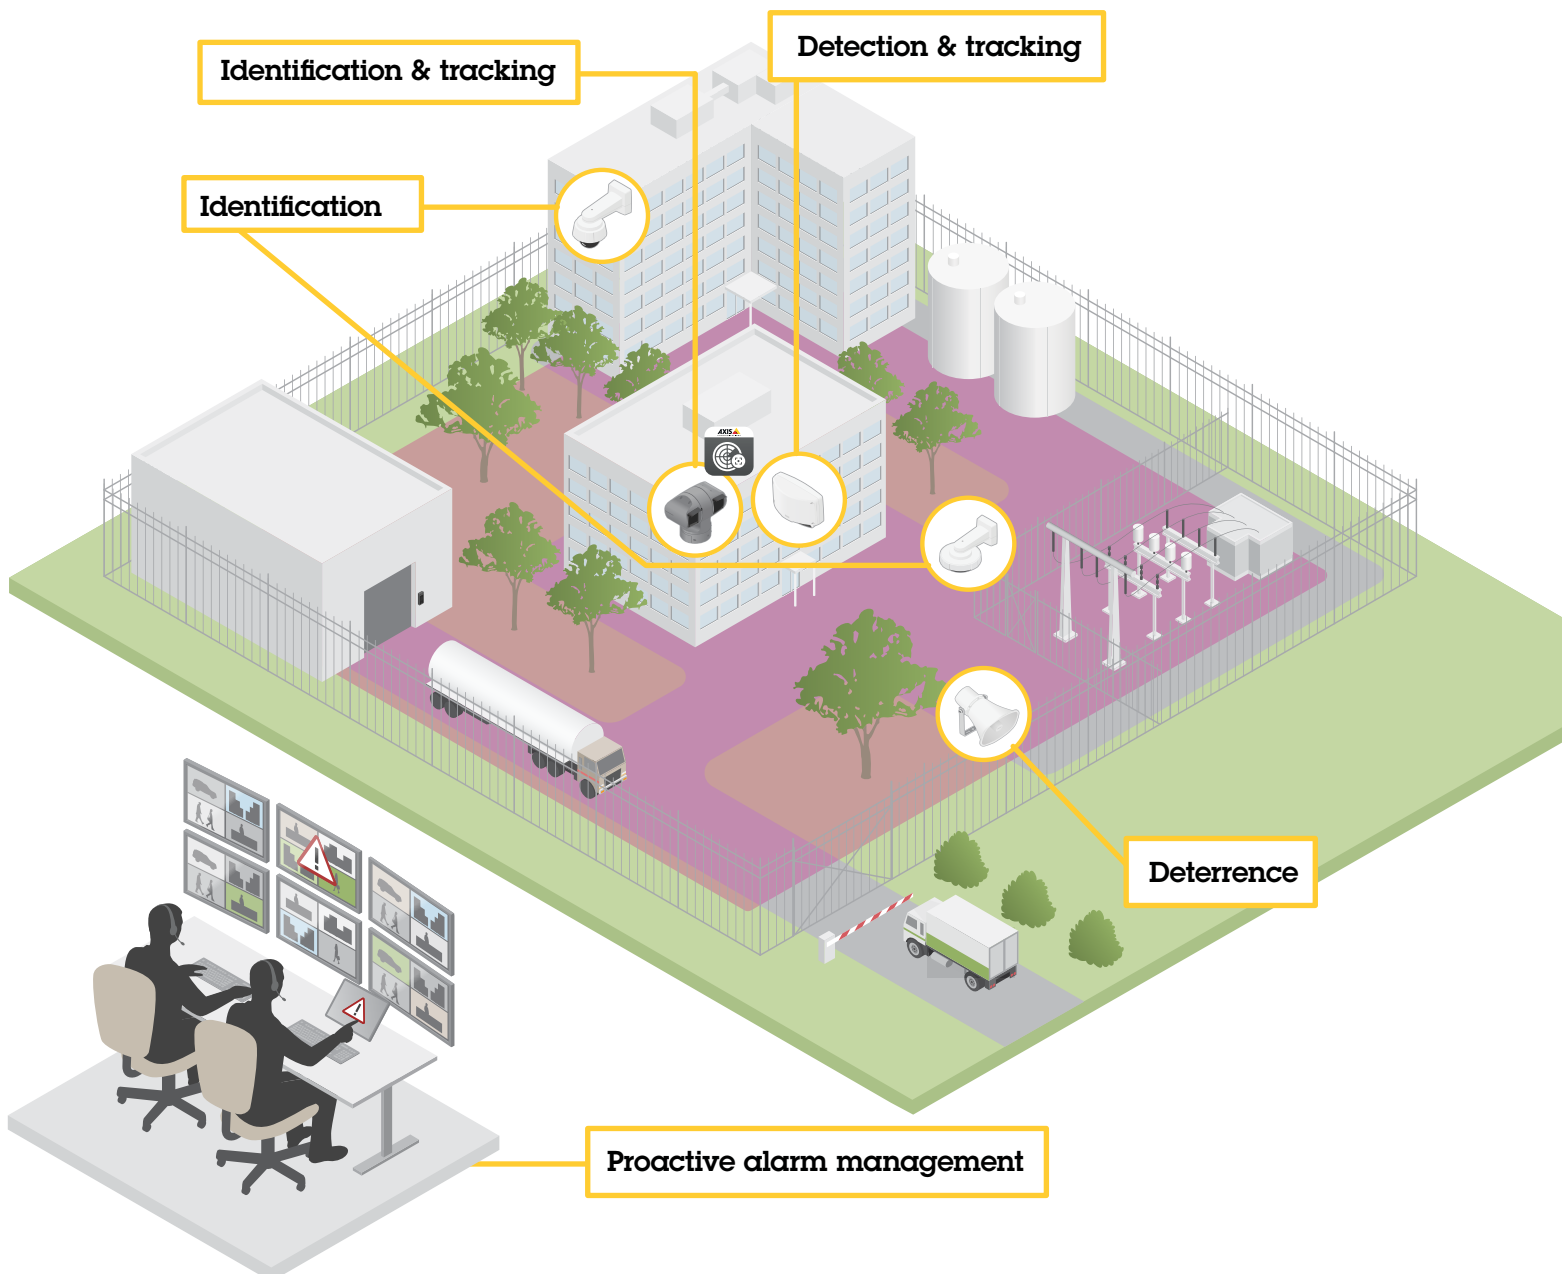 Detection & tracking
Identification & tracking
Identification
AXIS
Deterrence
Proactive alarm management